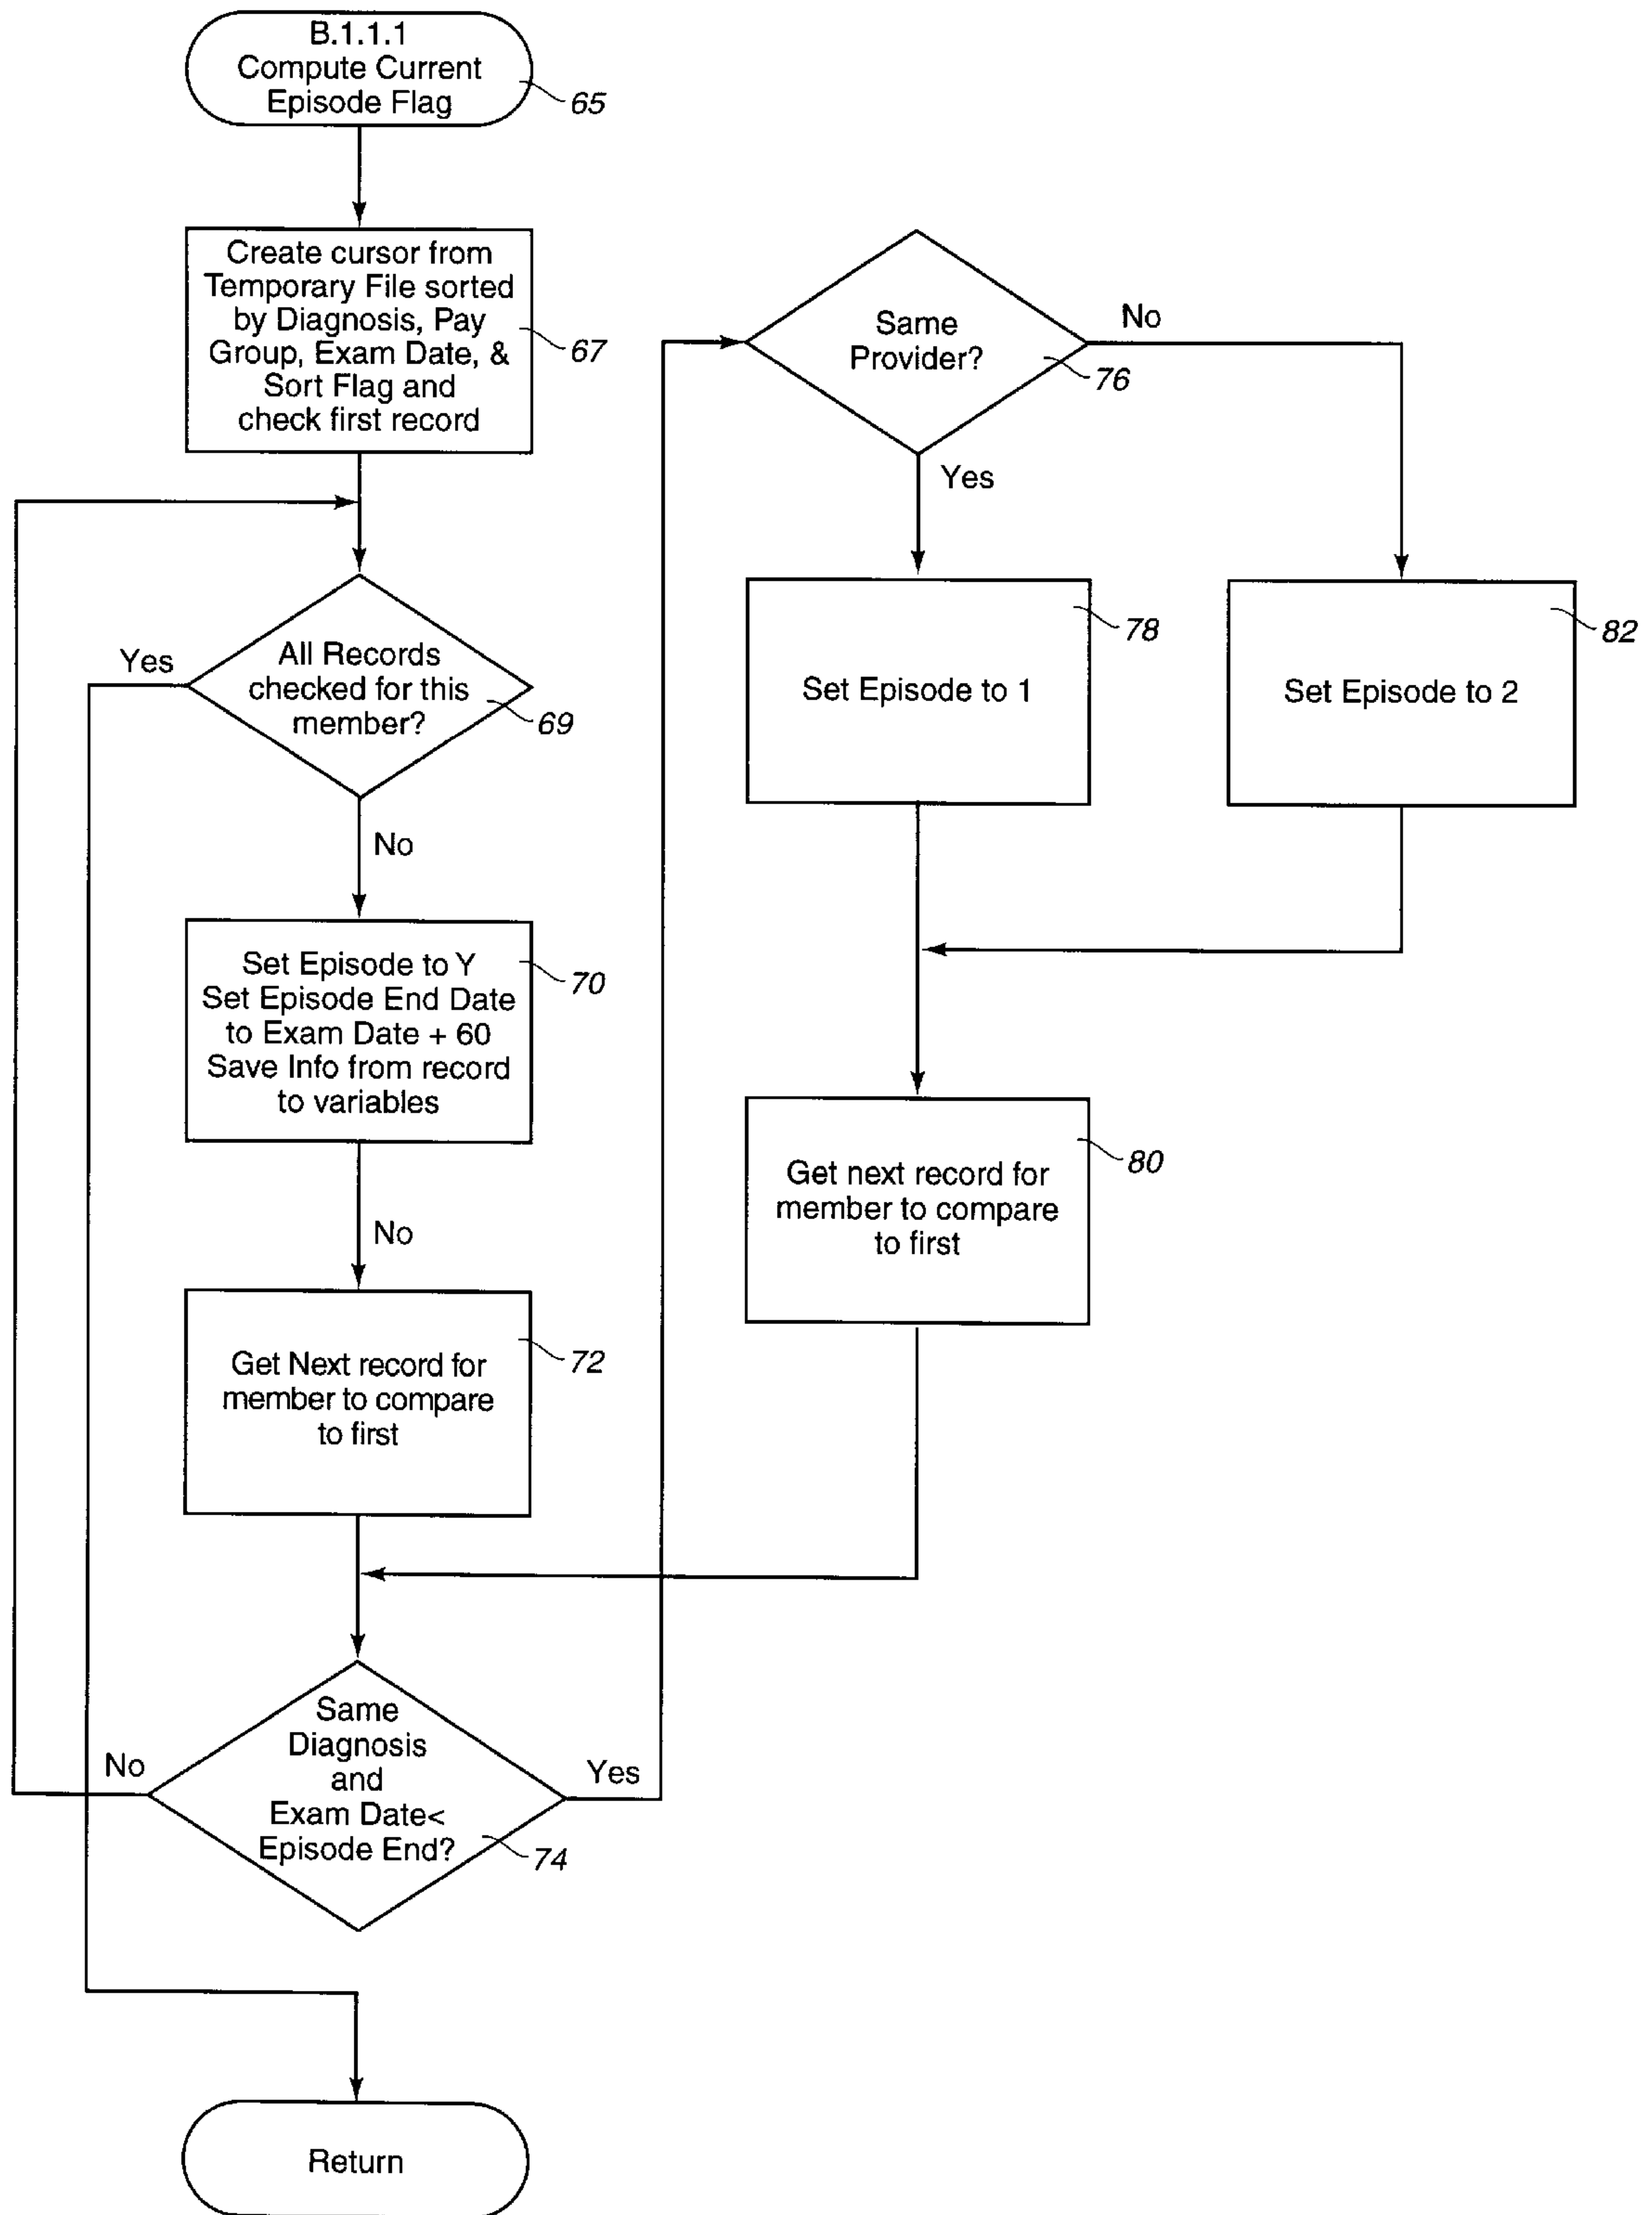 B.1.1.1
Compute Current
Episode Flag
65
Create cursor from
Temporary File sorted
by Diagnosis, Pay
Group, Exam Date, &
Sort Flag and
check first record
67
All Records
checked for this
member?
69
Yes
No
Set Episode to Y
Set Episode End Date
to Exam Date + 60
Save Info from record
to variables
70
No
Get Next record for
member to compare
to first
72
Same
Diagnosis
and
Exam Date<
Episode End?
74
No
Yes
Return
Same
Provider?
76
No
Yes
Set Episode to 1
78
Set Episode to 2
82
Get next record for
member to compare
to first
80